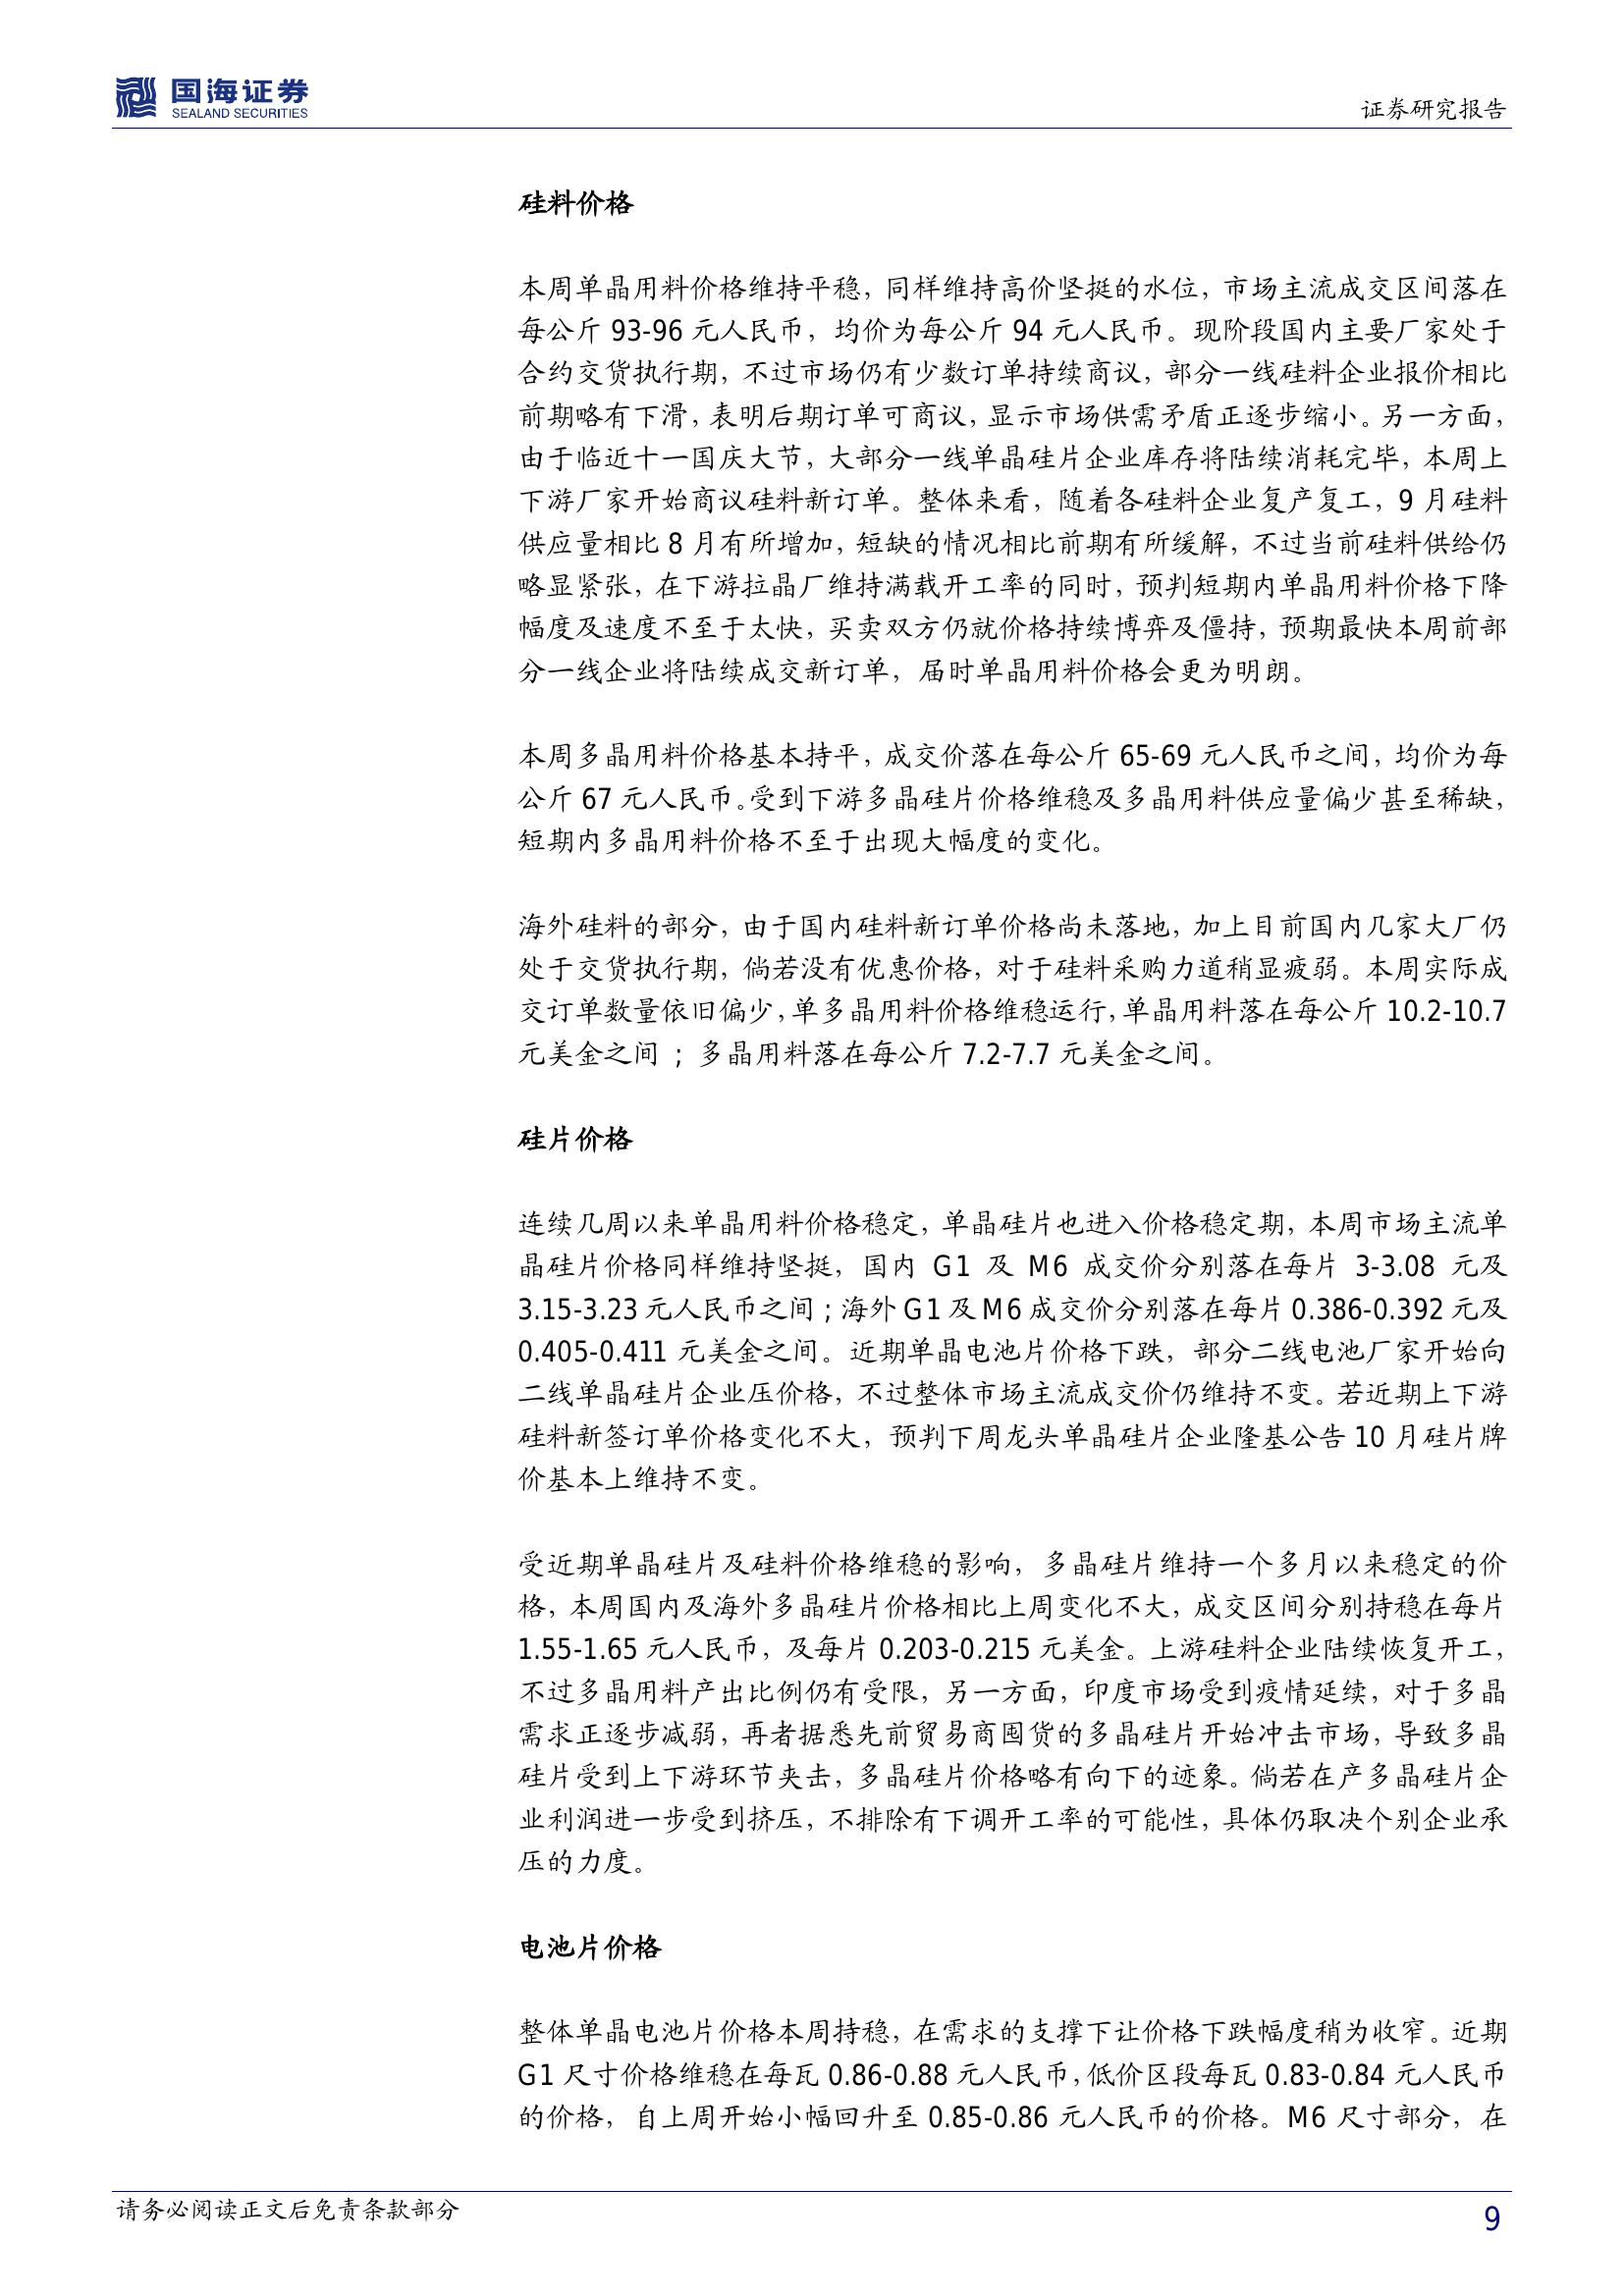 国海证券
SEALAND SECURITIES
证券研究报告
硅料价格
本周单晶用料价格维持平稳，同样维持高价坚挺的水位，市场主流成交区间落在
每公斤 93-96 元人民币，均价为每公斤 94 元人民币。现阶段国内主要厂家处于
合约交货执行期，不过市场仍有少数订单持续商议，部分一线硅料企业报价相比
前期略有下滑，表明后期订单可商议，显示市场供需矛盾正逐步缩小。另一方面，
由于临近十一国庆大节，大部分一线单晶硅片企业库存将陆续消耗完毕，本周上
下游厂家开始商议硅料新订单。整体来看，随着各硅料企业复产复工，9 月硅料
供应量相比 8 月有所增加，短缺的情况相比前期有所缓解，不过当前硅料供给仍
略显紧张，在下游拉晶厂维持满载开工率的同时，预判短期内单晶用料价格下降
幅度及速度不至于太快，买卖双方仍就价格持续博弈及僵持，预期最快本周前部
分一线企业将陆续成交新订单，届时单晶用料价格会更为明朗。
本周多晶用料价格基本持平，成交价落在每公斤 65-69 元人民币之间，均价为每
公斤 67 元人民币。受到下游多晶硅片价格维稳及多晶用料供应量偏少甚至稀缺，
短期内多晶用料价格不至于出现大幅度的变化。
海外硅料的部分，由于国内硅料新订单价格尚未落地，加上目前国内几家大厂仍
处于交货执行期，倘若没有优惠价格，对于硅料采购力道稍显疲弱。本周实际成
交订单数量依旧偏少，单多晶用料价格维稳运行，单晶用料落在每公斤 10.2-10.7
元美金之间 ；多晶用料落在每公斤 7.2-7.7 元美金之间。
硅片价格
连续几周以来单晶用料价格稳定，单晶硅片也进入价格稳定期，本周市场主流单
晶硅片价格同样维持坚挺，国内 G1 及 M6 成交价分别落在每片 3-3.08 元及
3.15-3.23 元人民币之间；海外 G1 及 M6 成交价分别落在每片 0.386-0.392 元及
0.405-0.411 元美金之间。近期单晶电池片价格下跌，部分二线电池厂家开始向
二线单晶硅片企业压价格，不过整体市场主流成交价仍维持不变。若近期上下游
硅料新签订单价格变化不大，预判下周龙头单晶硅片企业隆基公告 10 月硅片牌
价基本上维持不变。
受近期单晶硅片及硅料价格维稳的影响，多晶硅片维持一个多月以来稳定的价
格，本周国内及海外多晶硅片价格相比上周变化不大，成交区间分别持稳在每片
1.55-1.65 元人民币，及每片 0.203-0.215 元美金。上游硅料企业陆续恢复开工，
不过多晶用料产出比例仍有受限，另一方面，印度市场受到疫情延续，对于多晶
需求正逐步减弱，再者据悉先前贸易商囤货的多晶硅片开始冲击市场，导致多晶
硅片受到上下游环节夹击，多晶硅片价格略有向下的迹象。倘若在产多晶硅片企
业利润进一步受到挤压，不排除有下调开工率的可能性，具体仍取决个别企业承
压的力度。
电池片价格
整体单晶电池片价格本周持稳，在需求的支撑下让价格下跌幅度稍为收窄。近期
G1 尺寸价格维稳在每瓦 0.86-0.88 元人民币，低价区段每瓦 0.83-0.84 元人民币
的价格，自上周开始小幅回升至 0.85-0.86 元人民币的价格。M6 尺寸部分，在
请务必阅读正文后免责条款部分
9